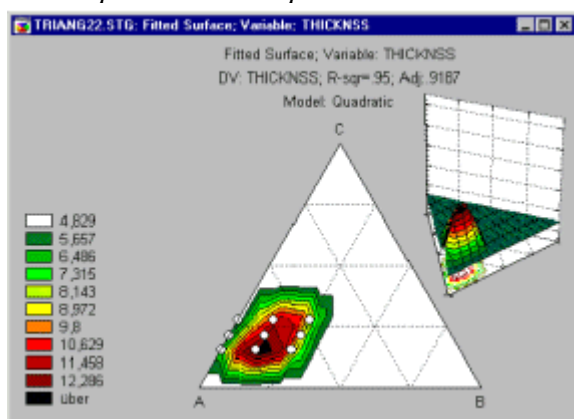 TRIANG22.STG: Fitted Surface; Variable: THICKNSS
Fitted Surface; Variable: THICKNSS
DV: THICKNSS; R-sqr=.95; Adj:.9187
Model: Quadratic
C
4,829
5,657
6,486
7,315
8,143
8,972
9,8
10,629
11,458
12,286
über
A
B